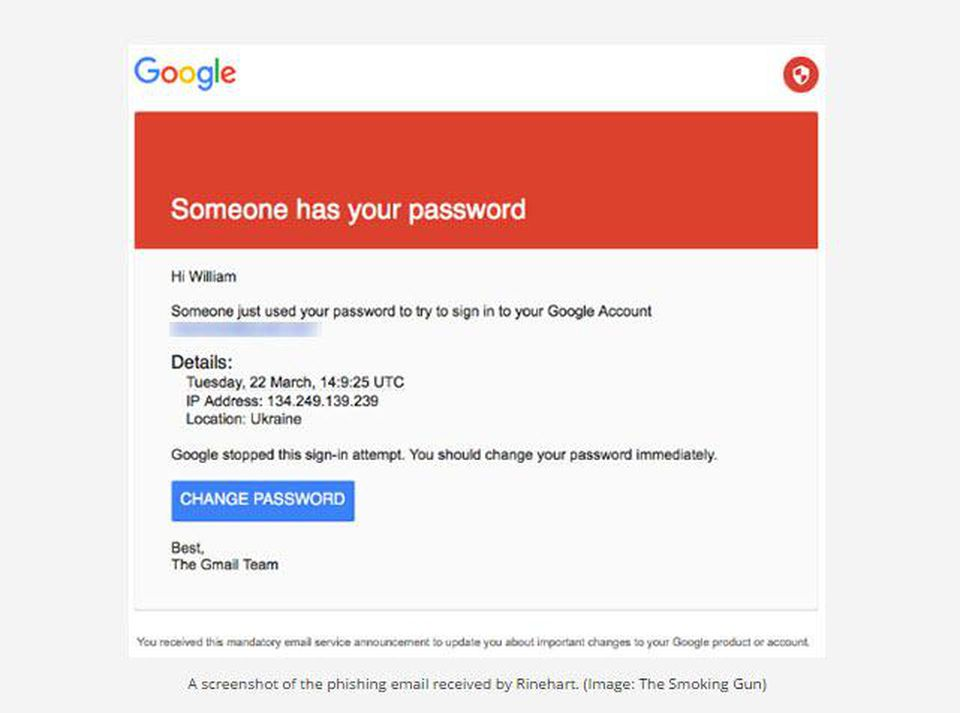 Google
Someone has your password
Hi William
Someone just used your password to try to sign in to your Google Account
Details:
Tuesday, 22 March, 14:9:25 UTC
IP Address: 134.249.139.239
Location: Ukraine
Google stopped this sign-in attempt. You should change your password immediately.
CHANGE PASSWORD
Best,
The Gmail Team
You received this mandatory email service announcement to update you about important changes to your Google product or account.
A screenshot of the phishing email received by Rinehart. (Image: The Smoking Gun)